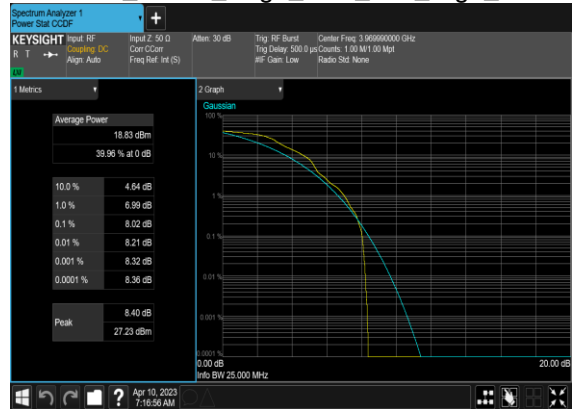 Spectrum Analyzer 1
Power Stat CCDF
KEYSIGHT
R T
LXI
Input: RF
Coupling: DC
Align: Auto
Input Z: 50 Ω
Corr CCorr
Freq Ref: Int (S)
Atten: 30 dB
Trig: RF Burst
Trig Delay: 500.0 µs
#IF Gain: Low
Center Freq: 3.969990000 GHz
Counts: 1.00 M/1.00 Mpt
Radio Std: None
1 Metrics
Average Power
18.83 dBm
39.96 % at 0 dB
10.0 % 4.64 dB
1.0 % 6.99 dB
0.1 % 8.02 dB
0.01 % 8.21 dB
0.001 % 8.32 dB
0.0001 % 8.36 dB
Peak 8.40 dB
27.23 dBm
2 Graph
Gaussian
100 %
10 %
1 %
0.1 %
0.01 %
0.001 %
0.0001 %
0.00 dB 20.00 dB
Info BW 25.000 MHz
Apr 10, 2023
7:16:56 AM